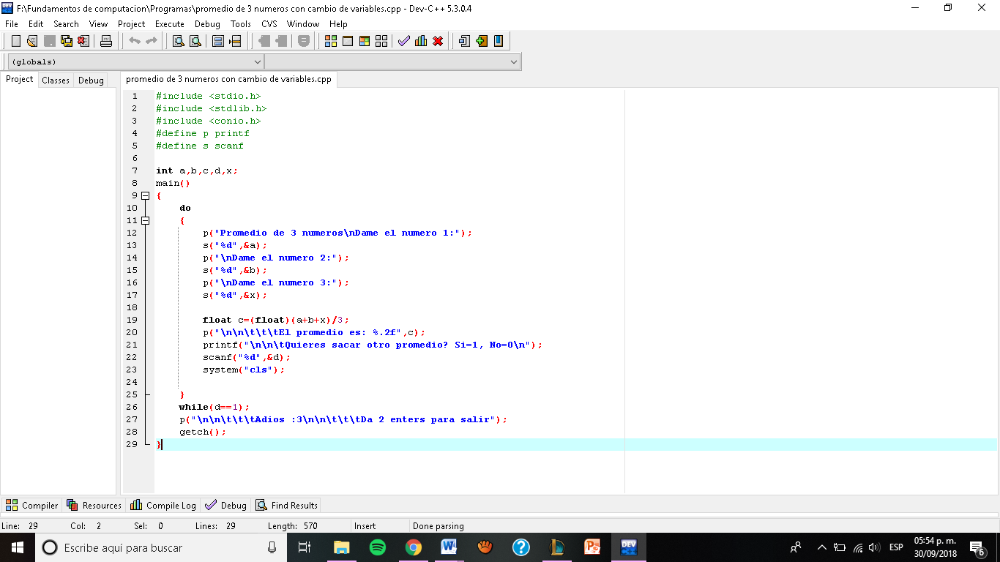 F:\Fundamentos de computacion\Programas\promedio de 3 numeros con cambio de variables.cpp - Dev-C++ 5.3.0.4
File Edit Search View Project Execute Debug Tools CVS Window Help
(globals)
Project Classes Debug promedio de 3 numeros con cambio de variables.cpp
1 #include <stdio.h>
2 #include <stdlib.h>
3 #include <conio.h>
4 #define p printf
5 #define s scanf
6
7 int a,b,c,d,x;
8 main()
9 {
10 do
11 {
12 p("Promedio de 3 numeros\nDame el numero 1:");
13 s("%d",&a);
14 p("\nDame el numero 2:");
15 s("%d",&b);
16 p("\nDame el numero 3:");
17 s("%d",&x);
18
19 float c=(float)(a+b+x)/3;
20 p("\n\n\t\t\tEl promedio es: %.2f",c);
21 printf("\n\n\tQuieres sacar otro promedio? Si=1, No=0\n");
22 scanf("%d",&d);
23 system("cls");
24
25 }
26 while(d==1);
27 p("\n\n\t\t\tAdios :3\n\n\t\t\tDa 2 enters para salir");
28 getch();
29 }
Compiler Resources Compile Log Debug Find Results
Line: 29 Col: 2 Sel: 0 Lines: 29 Length: 570 Insert Done parsing
Escribe aquí para buscar
ESP
05:54 p. m.
30/09/2018
6